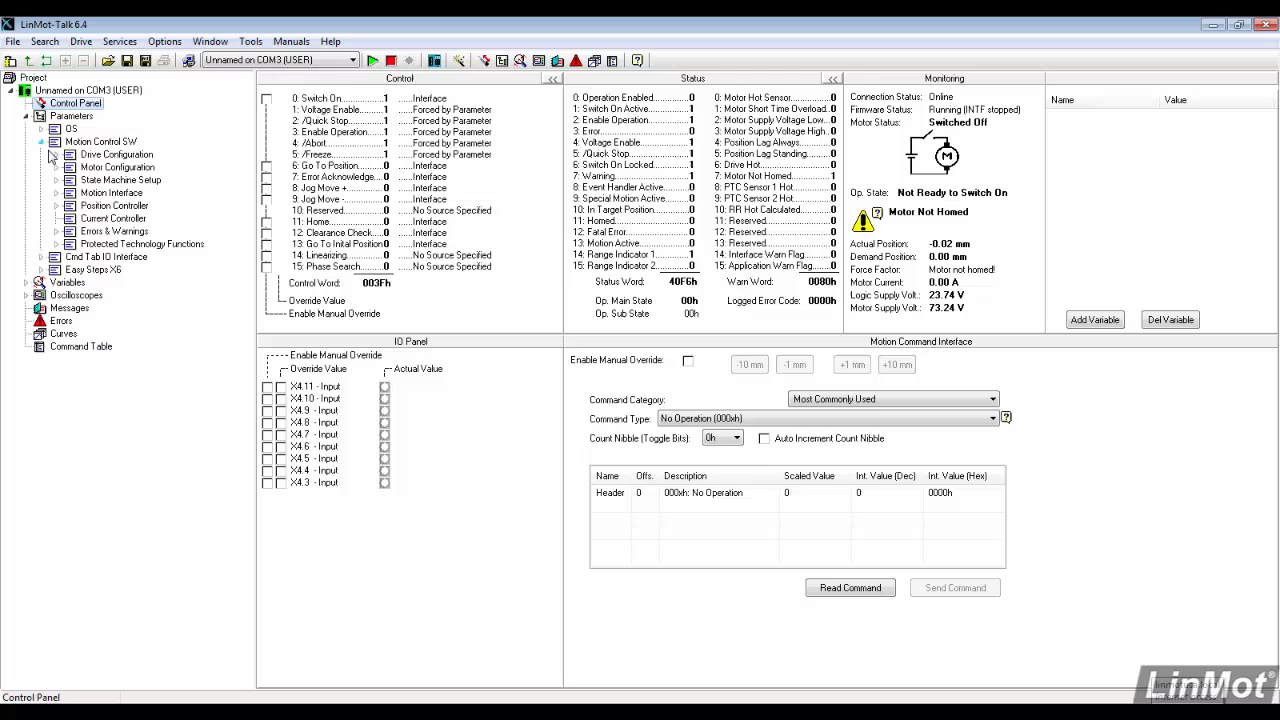 LinMot-Talk 6.4
File Search Drive Services Options Window Tools Manuals Help
Unnamed on COM3 (USER)
Project
Unnamed on COM3 (USER)
Control Panel
Parameters
OS
Motion Control SW
Drive Configuration
Motor Configuration
State Machine Setup
Motion Interface
Position Controller
Current Controller
Errors & Warnings
Protected Technology Functions
Cmd Tab IO Interface
Easy Steps X6
Variables
Oscilloscopes
Messages
Errors
Curves
Command Table
Control <<
0: Switch On... 1 .....Interface
1: Voltage Enable... 1 .....Forced by Parameter
2: /Quick Stop... 1 .....Forced by Parameter
3: Enable Operation... 1 .....Forced by Parameter
4: /Abort... 1 .....Forced by Parameter
5: /Freeze... 1 .....Forced by Parameter
6: Go To Position... 0 .....Interface
7: Error Acknowledge... 0 .....Interface
8: Jog Move +... 0 .....Interface
9: Jog Move -... 0 .....Interface
10: Reserved... 0 .....No Source Specified
11: Home... 0 .....Interface
12: Clearance Check... 0 .....No Source Specified
13: Go To Inital Position 0 .....Interface
14: Linearizing... 0 .....No Source Specified
15: Phase Search... 0 .....No Source Specified
Control Word: 003Fh
Override Value
Enable Manual Override
Status <<
0: Operation Enabled... 0
1: Switch On Active... 0
2: Enable Operation... 1
3: Error... 0
4: Voltage Enable... 1
5: /Quick Stop... 1
6: Switch On Locked... 1
7: Warning... 1
8: Event Handler Active... 0
9: Special Motion Active... 0
10: In Target Position... 0
11: Homed... 0
12: Fatal Error... 0
13: Motion Active... 0
14: Range Indicator 1... 1
15: Range Indicator 2... 0
Status Word: 40F6h
Op. Main State 00h
Op. Sub State 00h
0: Motor Hot Sensor... 0
1: Motor Short Time Overload... 0
2: Motor Supply Voltage Low... 0
3: Motor Supply Voltage High... 0
4: Position Lag Always... 0
5: Position Lag Standing... 0
6: Drive Hot... 0
7: Motor Not Homed... 1
8: PTC Sensor 1 Hot... 0
9: PTC Sensor 2 Hot... 0
10: RR Hot Calculated... 0
11: Reserved... 0
12: Reserved... 0
13: Reserved... 0
14: Interface Warn Flag... 0
15: Application Warn Flag... 0
Warn Word: 0080h
Logged Error Code: 0000h
Monitoring
Connection Status: Online
Firmware Status: Running (INTF stopped)
Motor Status: Switched Off
M
Op. State: Not Ready to Switch On
Motor Not Homed
Actual Position: -0.02 mm
Demand Position: 0.00 mm
Force Factor: Motor not homed!
Motor Current: 0.00 A
Logic Supply Volt.: 23.74 V
Motor Supply Volt.: 73.24 V
Name Value
Add Variable Del Variable
IO Panel
Enable Manual Override
Override Value Actual Value
X4.11 - Input
X4.10 - Input
X4.9 - Input
X4.8 - Input
X4.7 - Input
X4.6 - Input
X4.5 - Input
X4.4 - Input
X4.3 - Input
Motion Command Interface
Enable Manual Override: -10 mm -1 mm +1 mm +10 mm
Command Category: Most Commonly Used
Command Type: No Operation (000xh)
Count Nibble (Toggle Bits): 0h Auto Increment Count Nibble
Name Offs. Description Scaled Value Int. Value (Dec) Int. Value (Hex)
Header 0 000xh: No Operation 0 0 0000h
Read Command Send Command
Control Panel
LinMot®